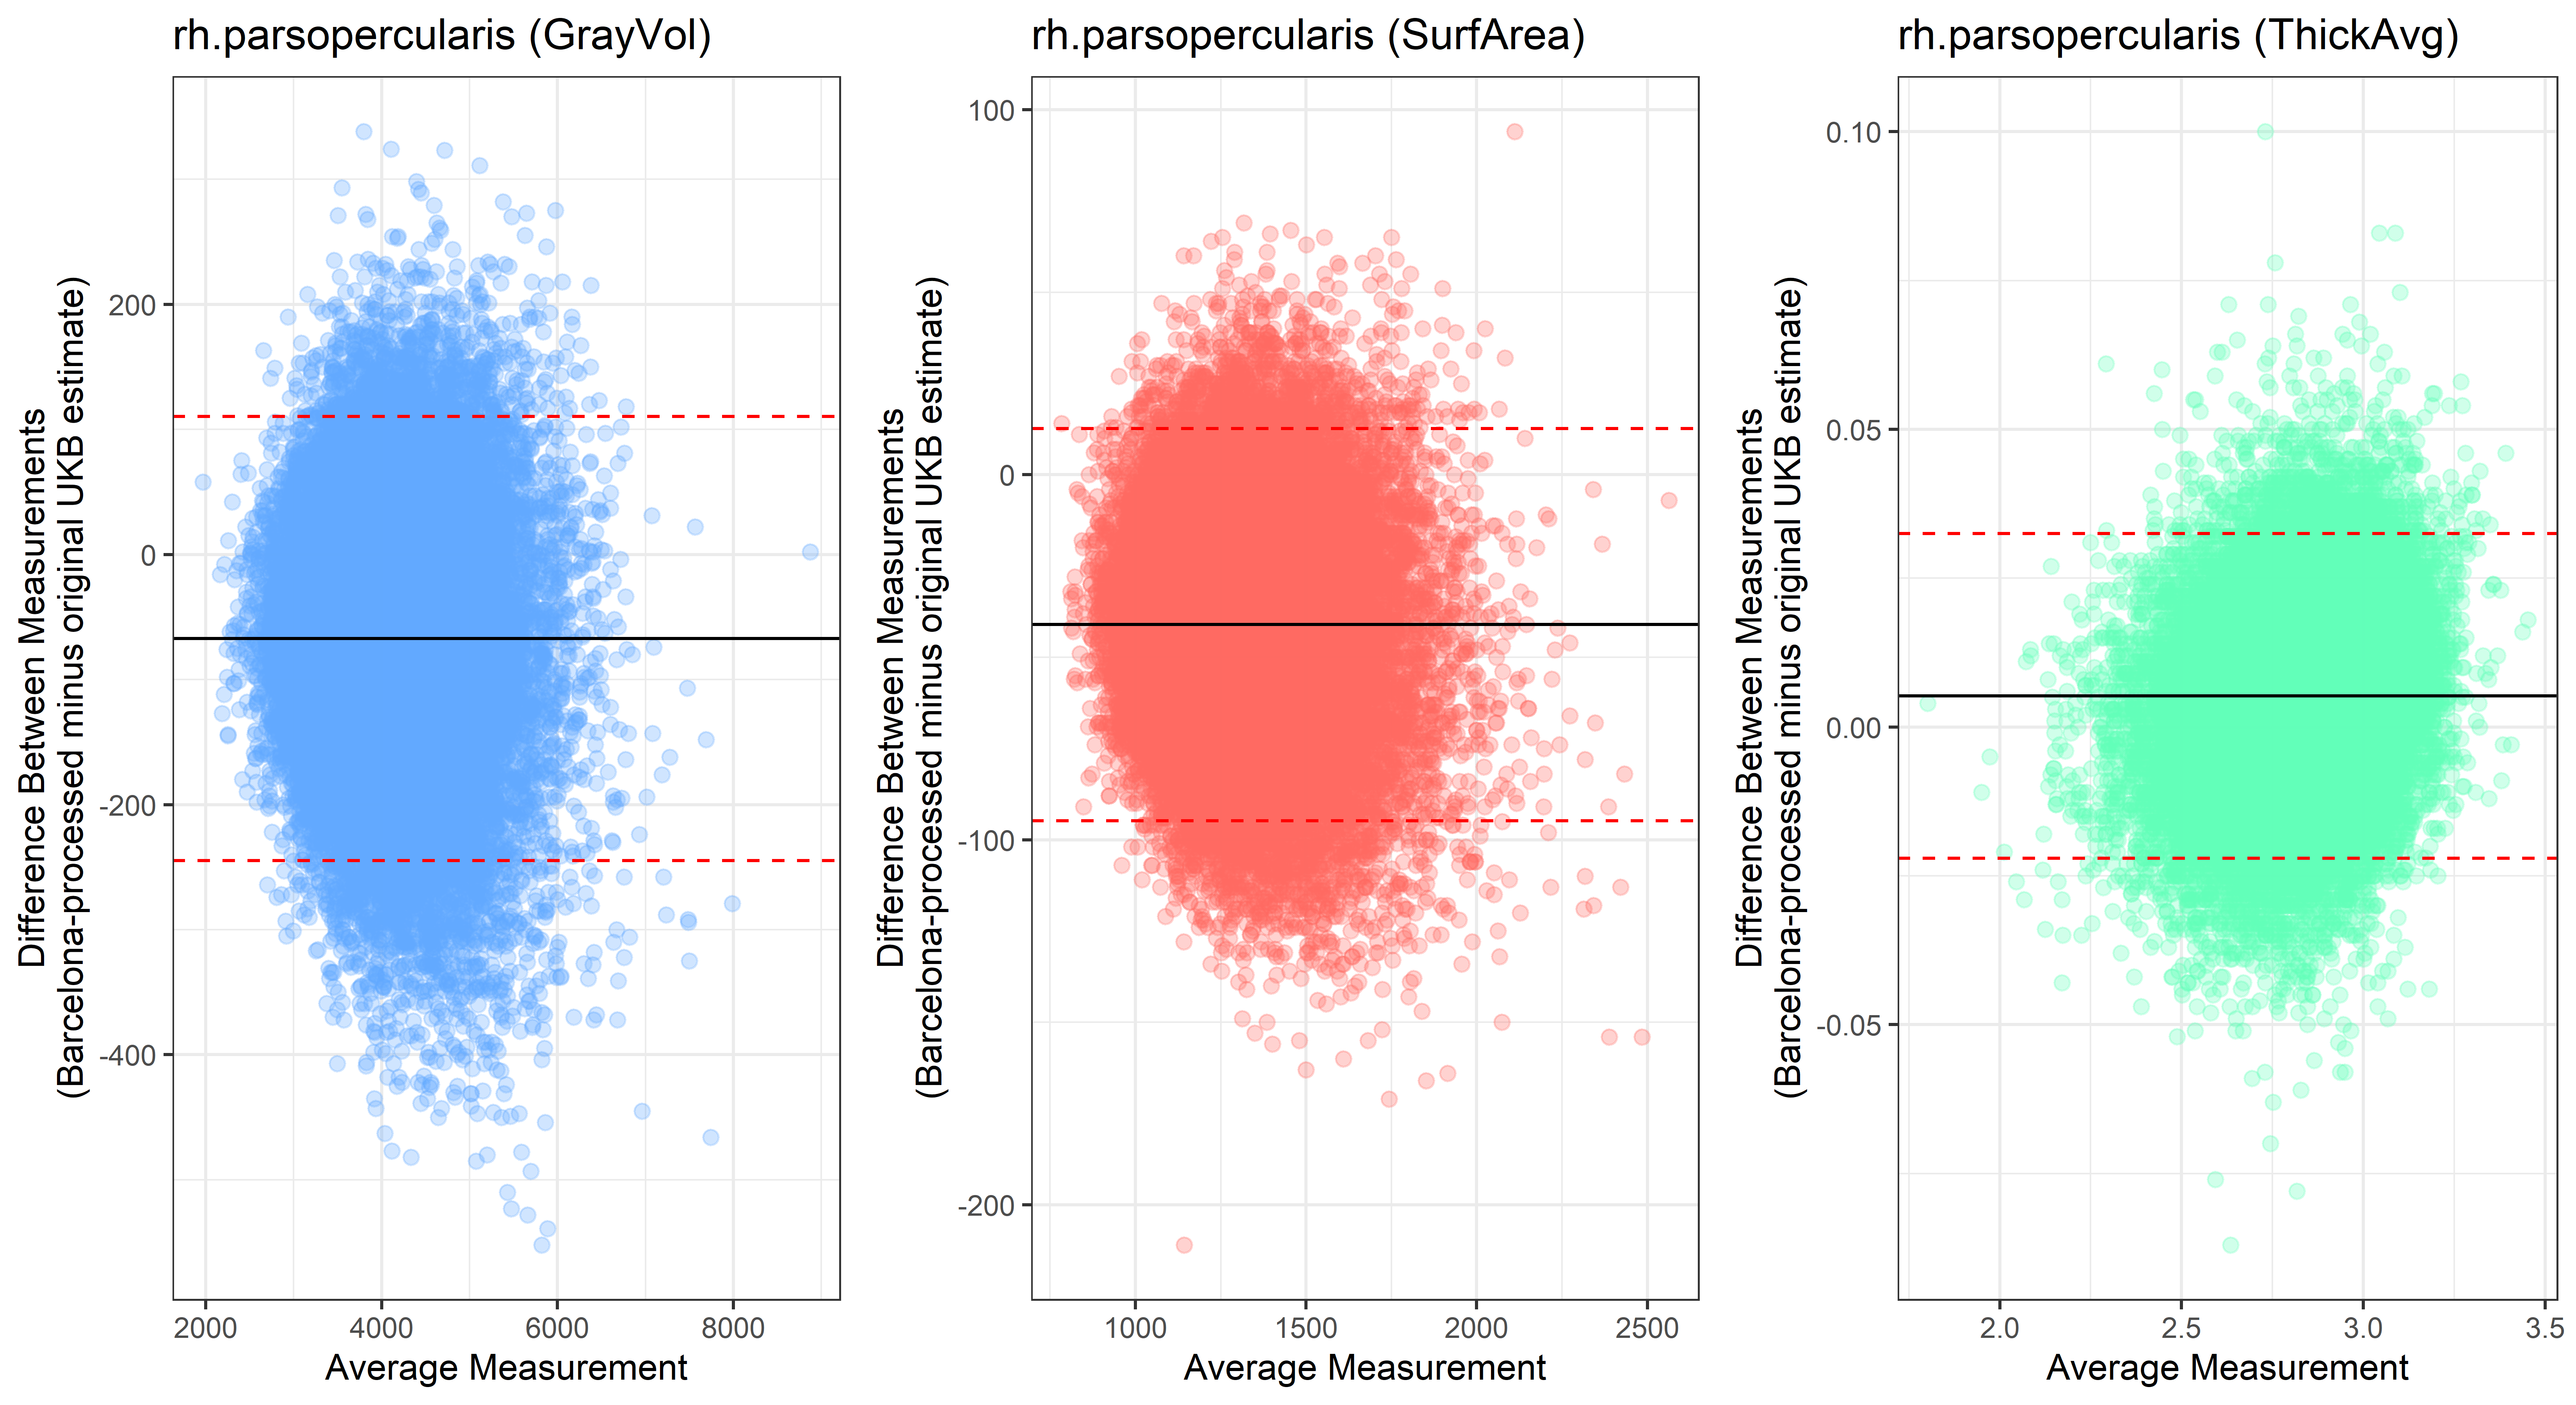 rh.parsopercularis (GrayVol)
Difference Between Measurements
(Barcelona-processed minus original UKB estimate)
200
0
-200
-400
2000 4000 6000 8000
Average Measurement
rh.parsopercularis (SurfArea)
Difference Between Measurements
(Barcelona-processed minus original UKB estimate)
100
0
-100
-200
1000 1500 2000 2500
Average Measurement
rh.parsopercularis (ThickAvg)
Difference Between Measurements
(Barcelona-processed minus original UKB estimate)
0.10
0.05
0.00
-0.05
2.0 2.5 3.0 3.5
Average Measurement